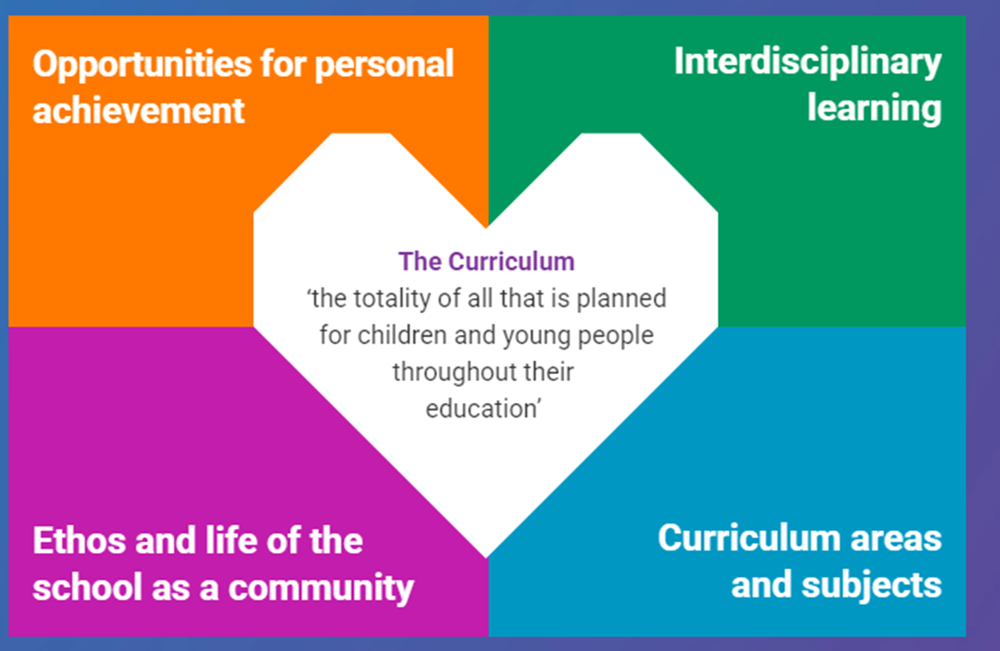 Opportunities for personal
achievement
Interdisciplinary
learning
The Curriculum
‘the totality of all that is planned
for children and young people
throughout their
education’
Ethos and life of the
school as a community
Curriculum areas
and subjects